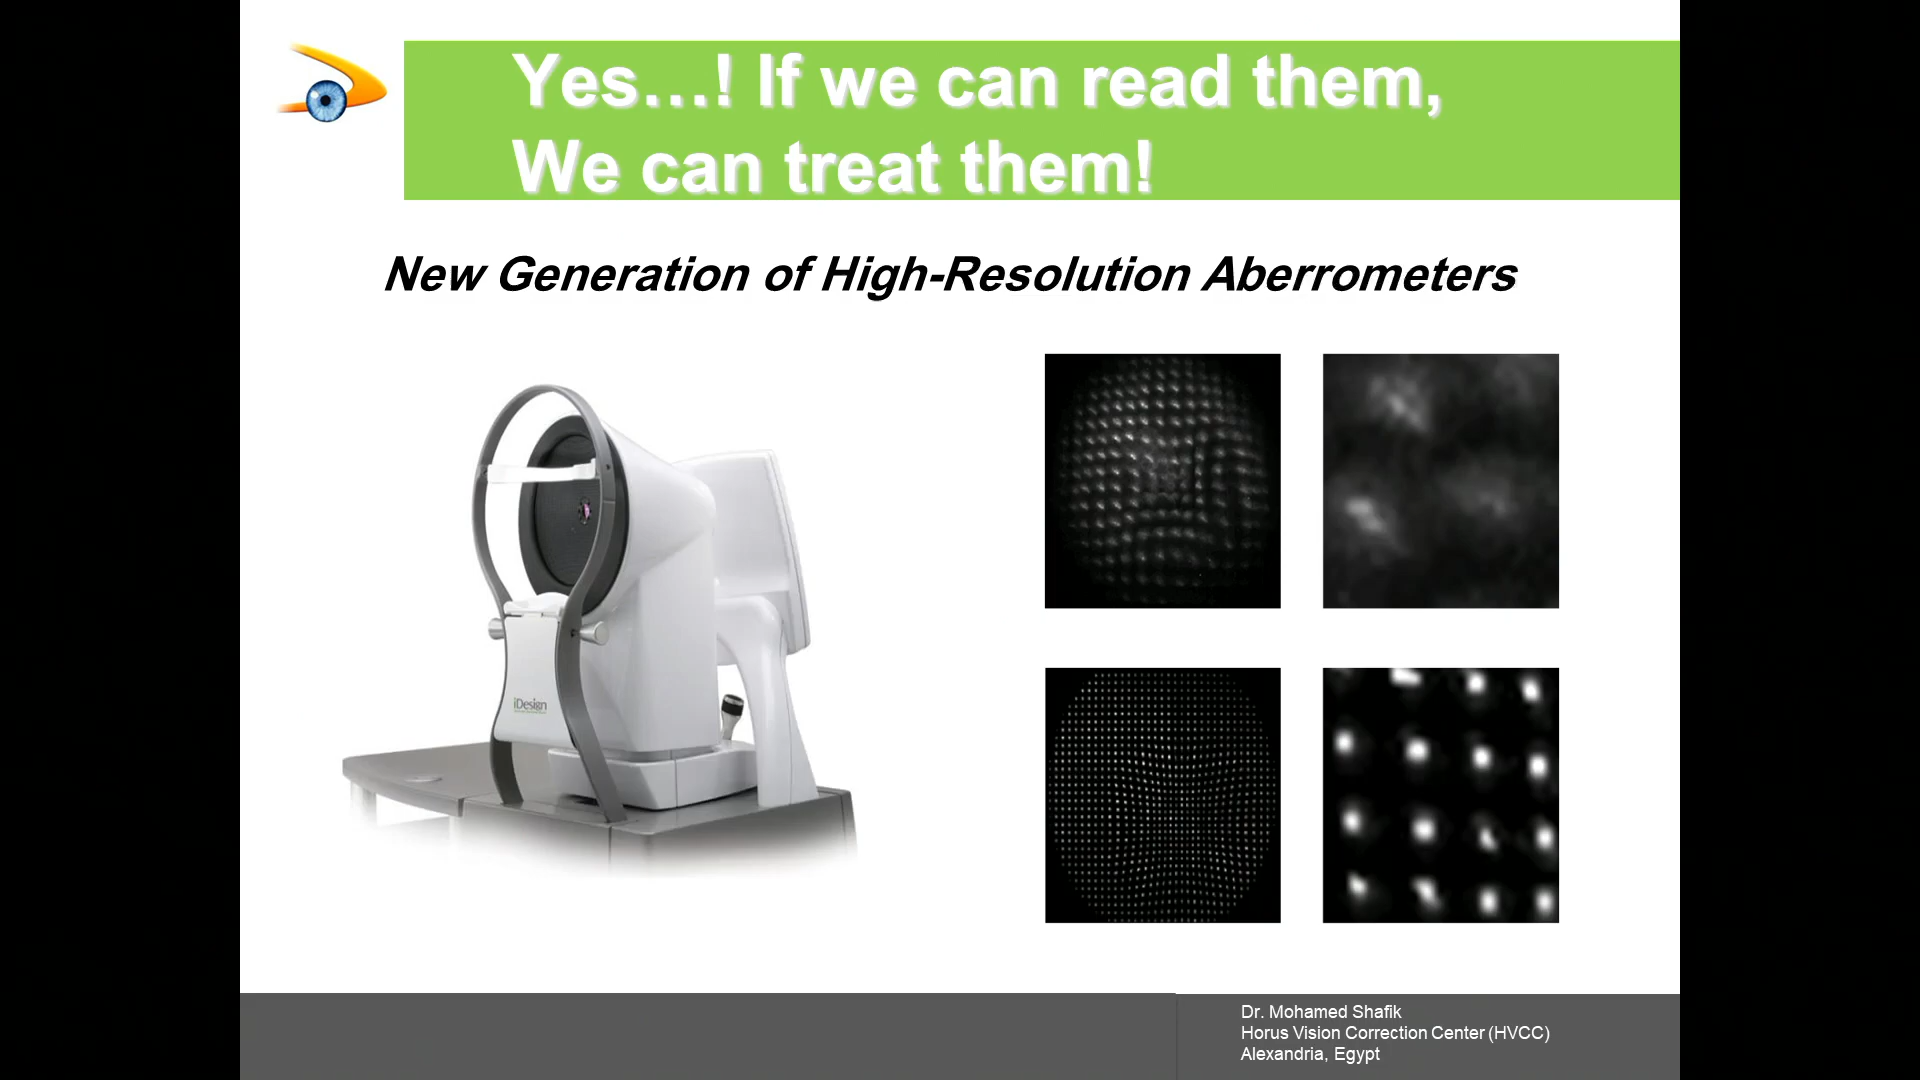 Yes…! If we can read them,
We can treat them!
New Generation of High-Resolution Aberrometers
iDesign
Dr. Mohamed Shafik
Horus Vision Correction Center (HVCC)
Alexandria, Egypt